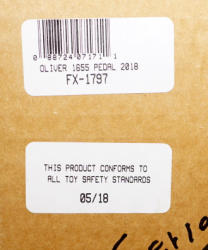 0 88724 07171 1
OLIVER 1655 PEDAL 2018
FX-1797
THIS PRODUCT CONFORMS TO
ALL TOY SAFETY STANDARDS
05/18